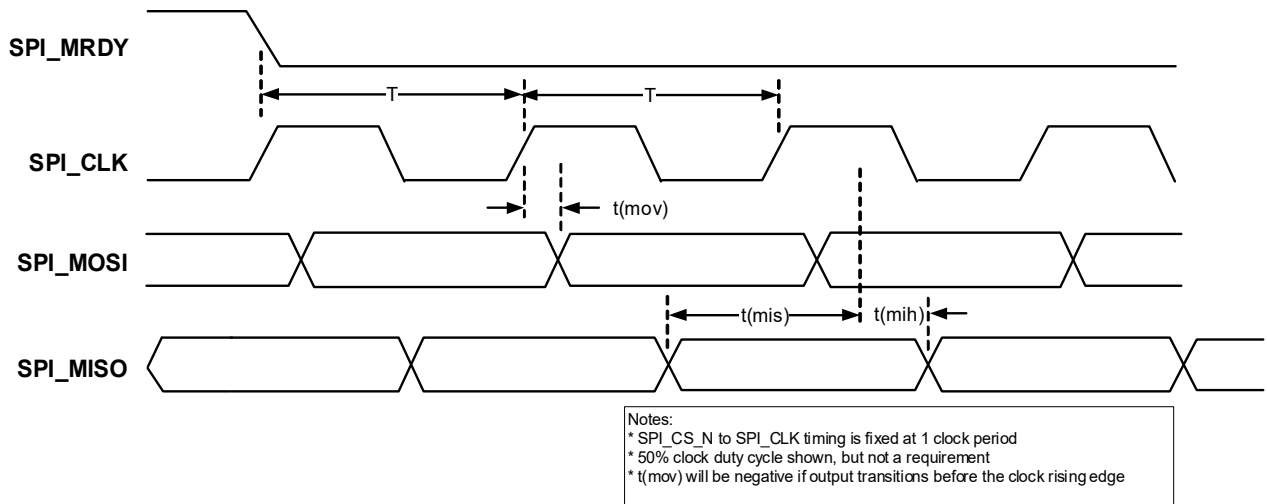 SPI_MRDY
T T
SPI_CLK
t(mov)
SPI_MOSI
t(mis) t(mih)
SPI_MISO
Notes:
* SPI_CS_N to SPI_CLK timing is fixed at 1 clock period
* 50% clock duty cycle shown, but not a requirement
* t(mov) will be negative if output transitions before the clock rising edge